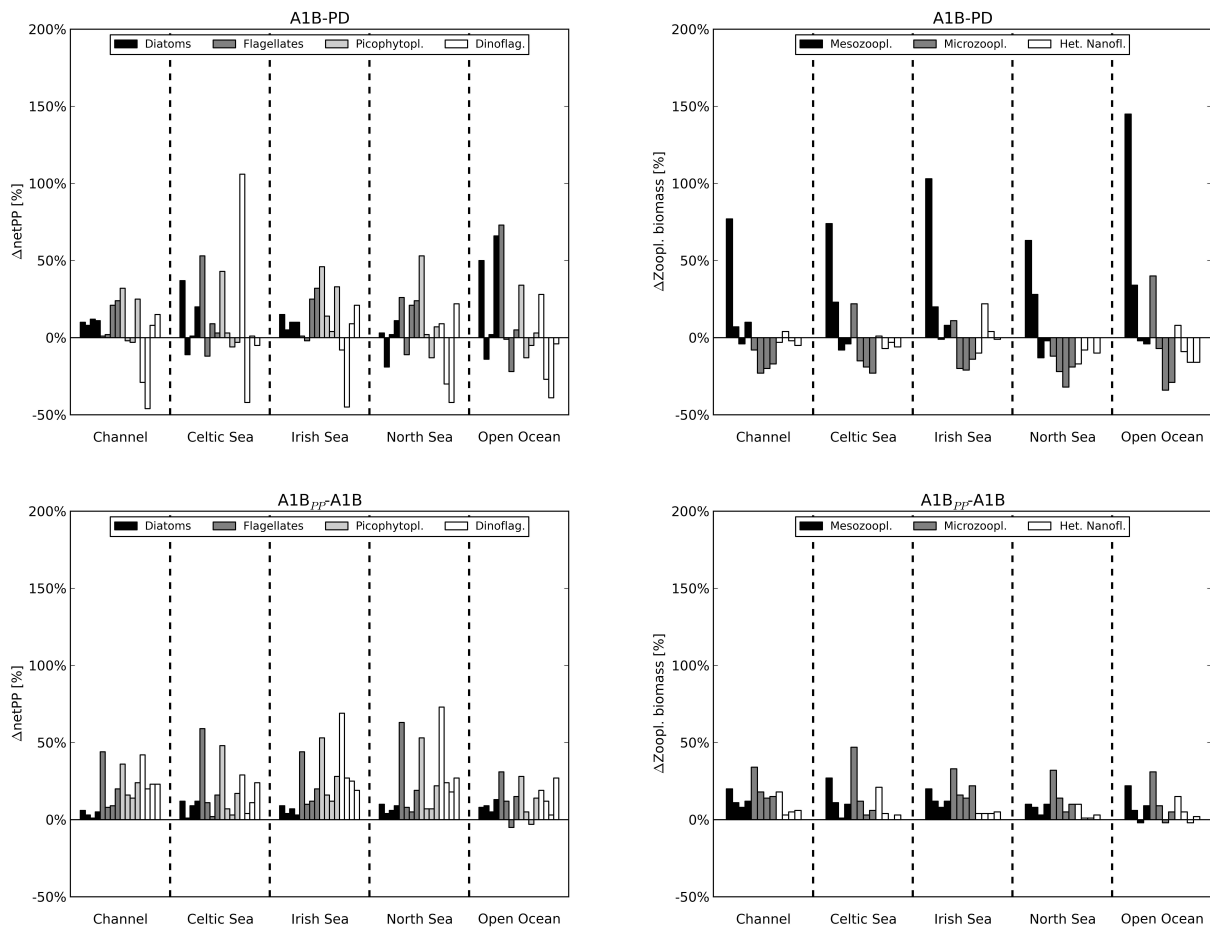 A1B-PD
200%
150%
100%
50%
0%
-50%
ΔnetPP [%]
Diatoms Flagellates Picophytopl. Dinoflag.
Channel Celtic Sea Irish Sea North Sea Open Ocean
A1B-PD
200%
150%
100%
50%
0%
-50%
ΔZoopl. biomass [%]
Mesozoopl. Microzoopl. Het. Nanofl.
Channel Celtic Sea Irish Sea North Sea Open Ocean
A1B_PP-A1B
200%
150%
100%
50%
0%
-50%
ΔnetPP [%]
Diatoms Flagellates Picophytopl. Dinoflag.
Channel Celtic Sea Irish Sea North Sea Open Ocean
A1B_PP-A1B
200%
150%
100%
50%
0%
-50%
ΔZoopl. biomass [%]
Mesozoopl. Microzoopl. Het. Nanofl.
Channel Celtic Sea Irish Sea North Sea Open Ocean